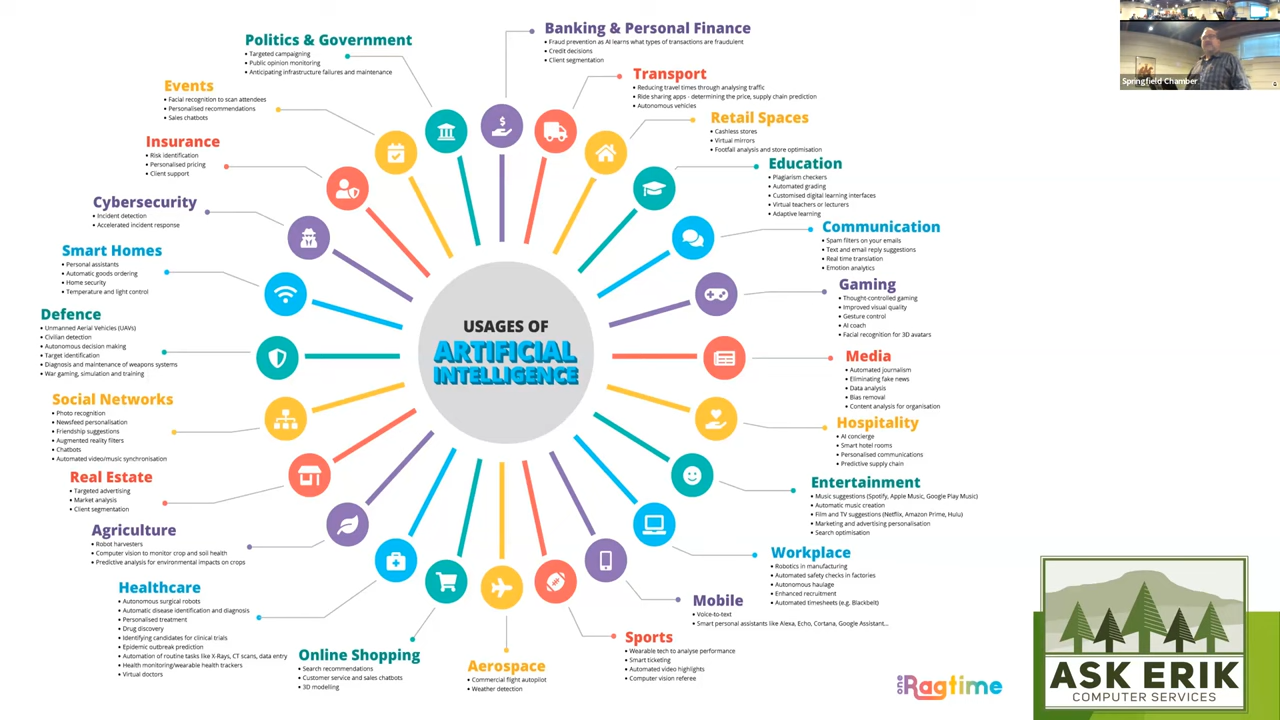 Banking & Personal Finance
• Fraud prevention as AI learns what types of transactions are fraudulent
• Credit decisions
• Client segmentation
Transport
• Reducing travel times through analysing traffic
• Ride sharing apps - determining the price, supply chain prediction
• Autonomous vehicles
Retail Spaces
• Cashless stores
• Virtual mirrors
• Footfall analysis and store optimisation
Education
• Plagiarism checkers
• Automated grading
• Customised digital learning interfaces
• Virtual teachers or lecturers
• Adaptive learning
Communication
• Spam filters on your emails
• Text and email reply suggestions
• Real time translation
• Emotion analytics
Gaming
• Thought-controlled gaming
• Improved visual quality
• Gesture control
• AI coach
• Facial recognition for 3D avatars
Media
• Automated journalism
• Eliminating fake news
• Data analysis
• Bias removal
• Content analysis for organisation
Hospitality
• AI concierge
• Smart hotel rooms
• Personalised communications
• Predictive supply chain
Entertainment
• Music suggestions (Spotify, Apple Music, Google Play Music)
• Automatic music creation
• Film and TV suggestions (Netflix, Amazon Prime, Hulu)
• Marketing and advertising personalisation
• Search optimisation
Workplace
• Robotics in manufacturing
• Automated safety checks in factories
• Autonomous haulage
• Enhanced recruitment
• Automated timesheets (e.g. Blackbelt)
Mobile
• Voice-to-text
• Smart personal assistants like Alexa, Echo, Cortana, Google Assistant...
Sports
• Wearable tech to analyse performance
• Smart ticketing
• Automated video highlights
• Computer vision referee
Aerospace
• Commercial flight autopilot
• Weather detection
Online Shopping
• Search recommendations
• Customer service and sales chatbots
• 3D modelling
Healthcare
• Autonomous surgical robots
• Automatic disease identification and diagnosis
• Personalised treatment
• Drug discovery
• Identifying candidates for clinical trials
• Epidemic outbreak prediction
• Automation of routine tasks like X-Rays, CT scans, data entry
• Health monitoring/wearable health trackers
• Virtual doctors
Agriculture
• Robot harvesters
• Computer vision to monitor crop and soil health
• Predictive analysis for environmental impacts on crops
Real Estate
• Targeted advertising
• Market analysis
• Client segmentation
Social Networks
• Photo recognition
• Newsfeed personalisation
• Friendship suggestions
• Augmented reality filters
• Chatbots
• Automated video/music synchronisation
Defence
• Unmanned Aerial Vehicles (UAVs)
• Civilian detection
• Autonomous decision making
• Target identification
• Diagnosis and maintenance of weapons systems
• War gaming, simulation and training
Smart Homes
• Personal assistants
• Automatic goods ordering
• Home security
• Temperature and light control
Cybersecurity
• Incident detection
• Accelerated incident response
Insurance
• Risk identification
• Personalised pricing
• Client support
Events
• Facial recognition to scan attendees
• Personalised recommendations
• Sales chatbots
Politics & Government
• Targeted campaigning
• Public opinion monitoring
• Anticipating infrastructure failures and maintenance
USAGES OF
ARTIFICIAL
INTELLIGENCE
Springfield Chamber
one Ragtime
ASK ERIK
COMPUTER SERVICES